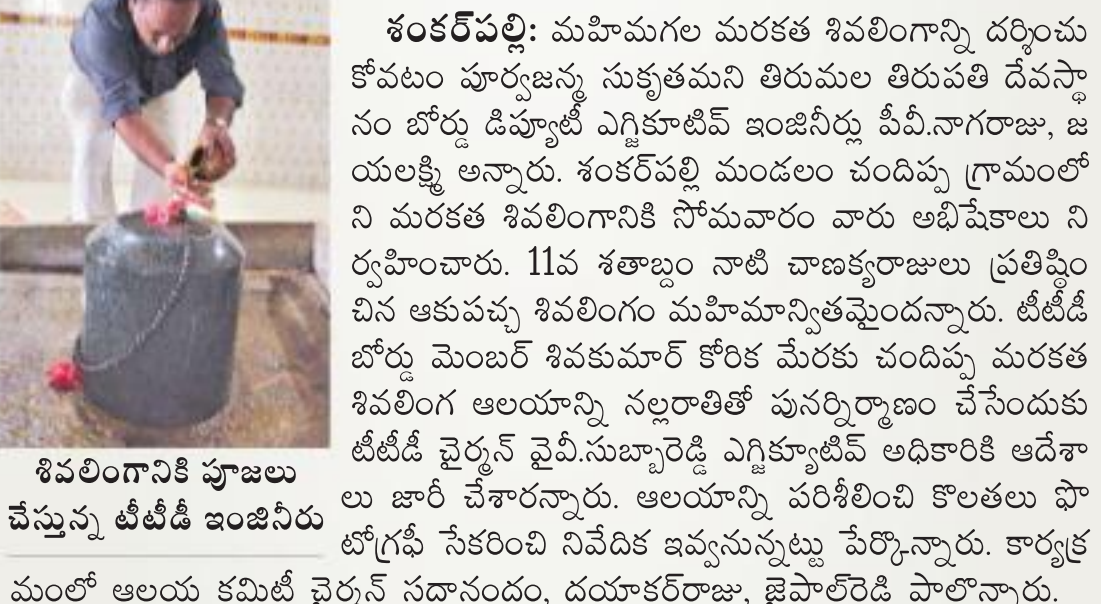 శంకర్‌పల్లి: మహిమగల మరకత శివలింగాన్ని దర్శించు
కోవటం పూర్వజన్మ సుకృతమని తిరుమల తిరుపతి దేవస్థా
నం బోర్డు డిప్యూటీ ఎగ్జికూటివ్ ఇంజినీర్లు పీవీ.నాగరాజు, జ
యలక్ష్మి అన్నారు. శంకర్‌పల్లి మండలం చందిప్ప గ్రామంలో
ని మరకత శివలింగానికి సోమవారం వారు అభిషేకాలు ని
ర్వహించారు. 11వ శతాబ్దం నాటి చాణక్యరాజులు ప్రతిష్ఠిం
చిన ఆకుపచ్చ శివలింగం మహిమాన్వితమైందన్నారు. టీటీడీ
బోర్డు మెంబర్ శివకుమార్ కోరిక మేరకు చందిప్ప మరకత
శివలింగ ఆలయాన్ని నల్లరాతితో పునర్నిర్మాణం చేసేందుకు
టీటీడీ చైర్మన్ వైవీ.సుబ్బారెడ్డి ఎగ్జిక్యూటివ్ అధికారికి ఆదేశా
లు జారీ చేశారన్నారు. ఆలయాన్ని పరిశీలించి కొలతలు ఫొ
టోగ్రఫీ సేకరించి నివేదిక ఇవ్వనున్నట్టు పేర్కొన్నారు. కార్యక్ర
మంలో ఆలయ కమిటీ చైర్మన్ సదానందం, దయాకర్‌రాజు, జైపాల్‌రెడ్డి పాల్గొన్నారు.
శివలింగానికి పూజలు
చేస్తున్న టీటీడీ ఇంజినీరు